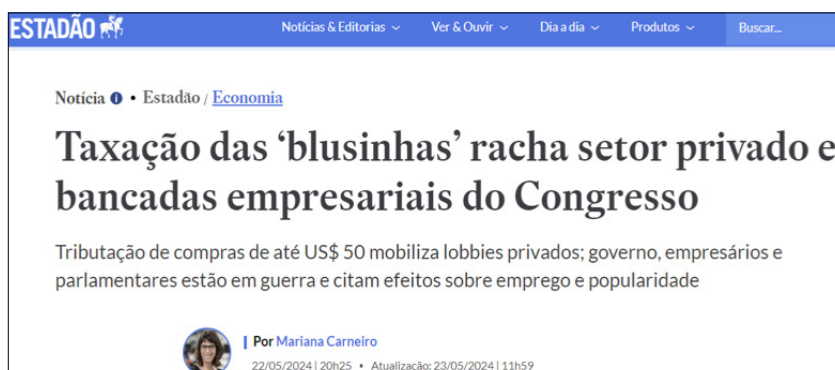 ESTADÃO
Notícias & Editorias Ver & Ouvir Dia a dia Produtos Buscar...
Notícia • Estadão / Economia
Taxação das ‘blusinhas’ racha setor privado e
bancadas empresariais do Congresso
Tributação de compras de até US$ 50 mobiliza lobbies privados; governo, empresários e
parlamentares estão em guerra e citam efeitos sobre emprego e popularidade
Por Mariana Carneiro
22/05/2024 | 20h25 • Atualização: 23/05/2024 | 11h59